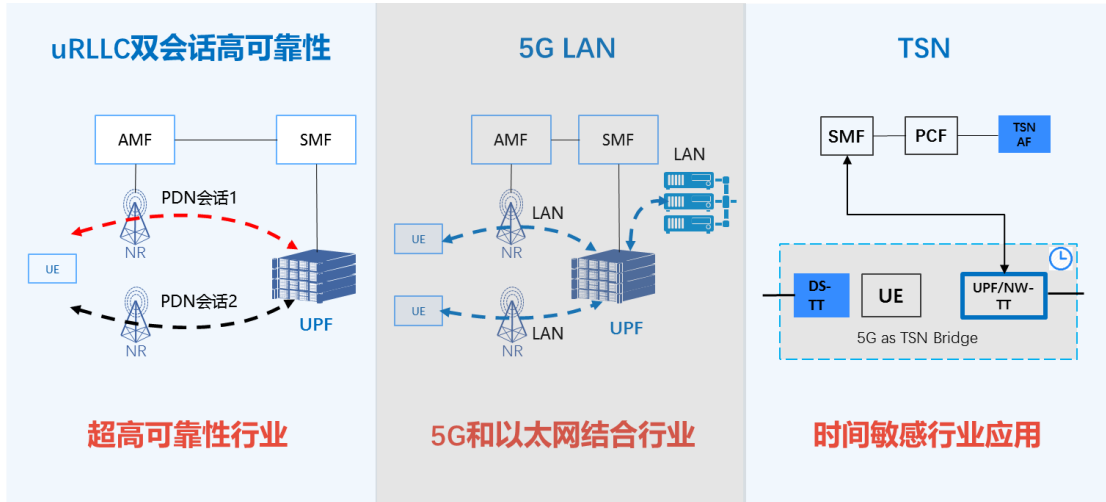 uRLLC双会话高可靠性
AMF
SMF
PDN会话1
NR
UE
PDN会话2
NR
UPF
超高可靠性行业
5G LAN
AMF
SMF
LAN
LAN
UE
NR
UE
UPF
LAN
NR
5G和以太网结合行业
TSN
SMF
PCF
TSN
AF
DS-
TT
UE
UPF/NW-
TT
5G as TSN Bridge
时间敏感行业应用